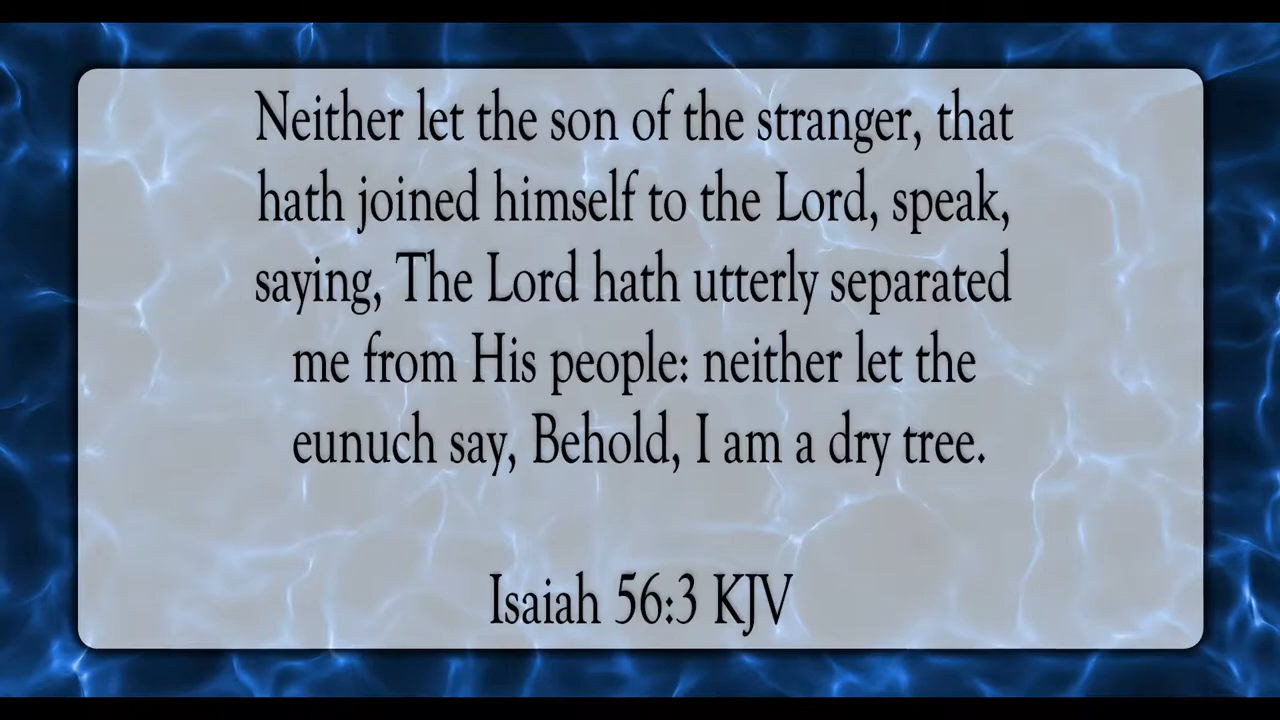 Neither let the son of the stranger, that
hath joined himself to the Lord, speak,
saying, The Lord hath utterly separated
me from His people: neither let the
eunuch say, Behold, I am a dry tree.
Isaiah 56:3 KJV